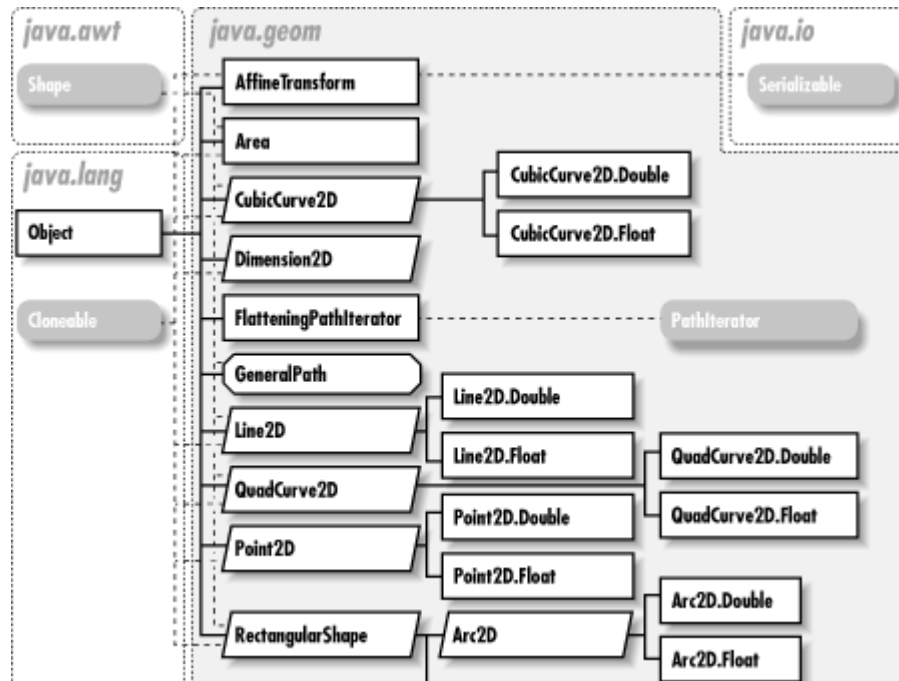 java.awt
java.geom
java.io
Shape
AffineTransform
Serializable
Area
java.lang
CubicCurve2D
CubicCurve2D.Double
Object
CubicCurve2D.Float
Dimension2D
Cloneable
FlatteningPathIterator
PathIterator
GeneralPath
Line2D.Double
Line2D
Line2D.Float
QuadCurve2D.Double
QuadCurve2D
Point2D.Double
QuadCurve2D.Float
Point2D
Point2D.Float
Arc2D.Double
RectangularShape
Arc2D
Arc2D.Float